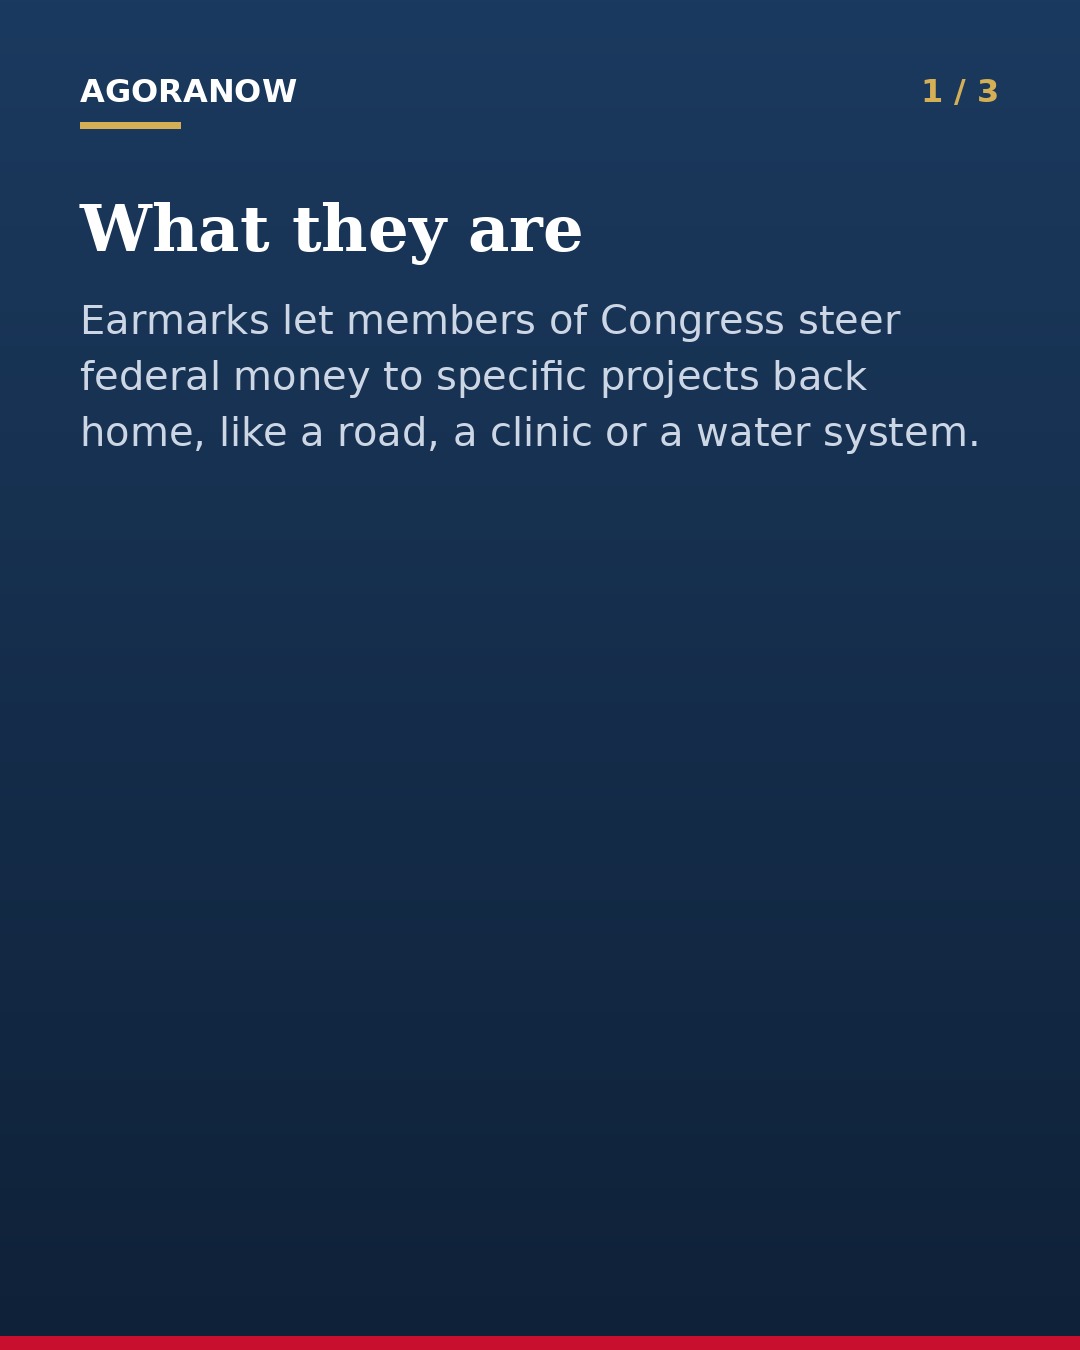 AGORANOW
1 / 3
What they are
Earmarks let members of Congress steer
federal money to specific projects back
home, like a road, a clinic or a water system.